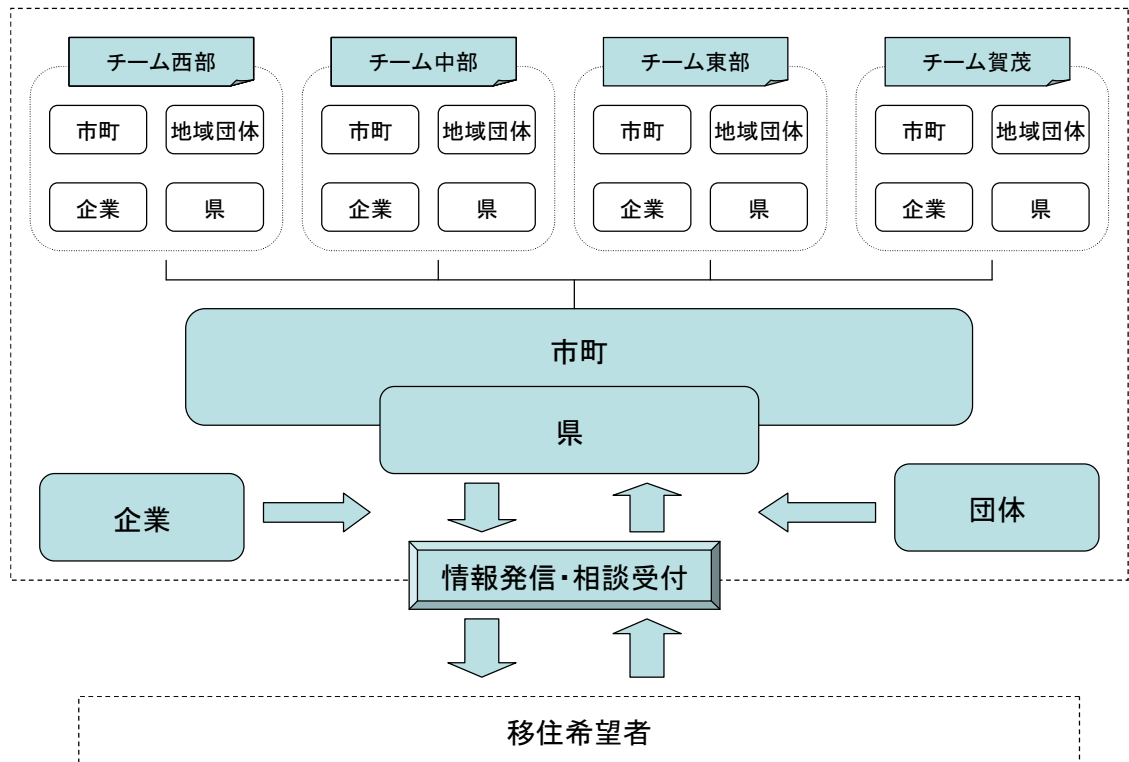 チーム西部
チーム中部
チーム東部
チーム賀茂
市町
地域団体
市町
地域団体
市町
地域団体
市町
地域団体
企業
県
企業
県
企業
県
企業
県
市町
県
企業
団体
情報発信・相談受付
移住希望者